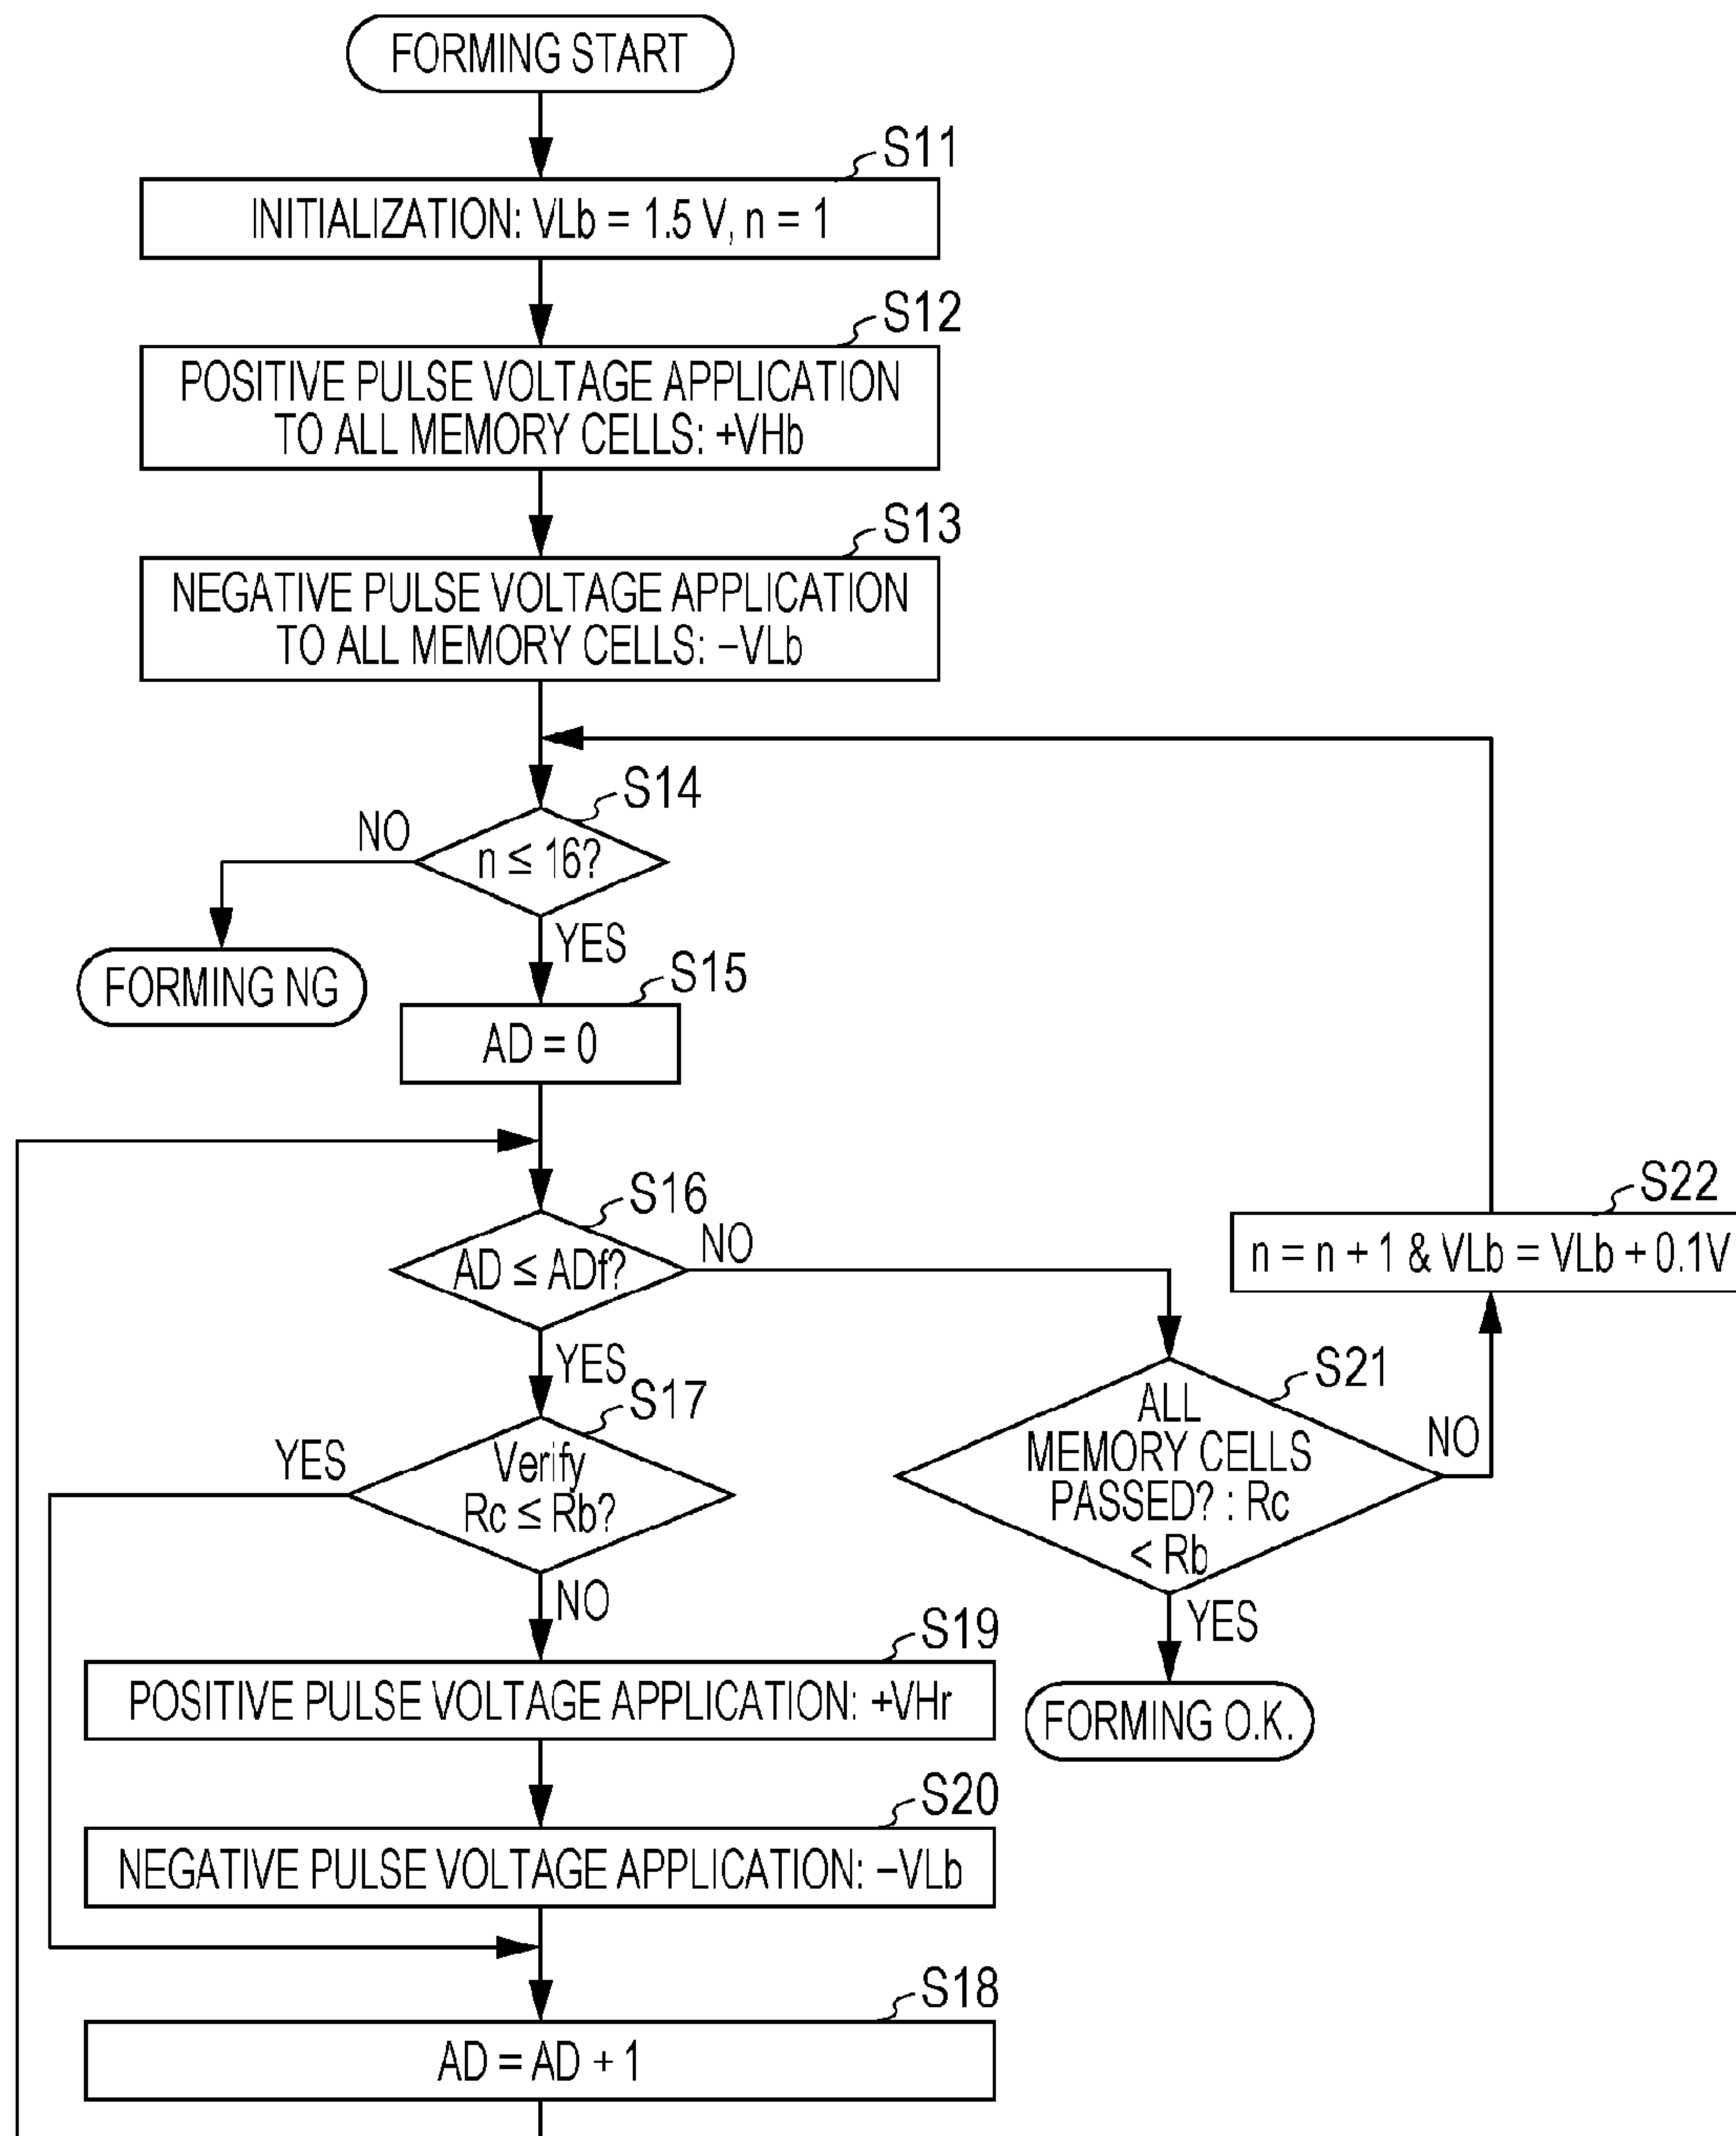 FORMING START
S11
INITIALIZATION: VLb = 1.5 V, n = 1
S12
POSITIVE PULSE VOLTAGE APPLICATION
TO ALL MEMORY CELLS: +VHb
S13
NEGATIVE PULSE VOLTAGE APPLICATION
TO ALL MEMORY CELLS: −VLb
S14
NO
n ≤ 16?
YES
FORMING NG
S15
AD = 0
S16
NO
AD ≤ ADf?
YES
S22
n = n + 1 & VLb = VLb + 0.1V
S17
YES
Verify
Rc ≤ Rb?
NO
S21
ALL
MEMORY CELLS
PASSED? : Rc
< Rb
NO
YES
S19
POSITIVE PULSE VOLTAGE APPLICATION: +VHr
FORMING O.K.
S20
NEGATIVE PULSE VOLTAGE APPLICATION: −VLb
S18
AD = AD + 1